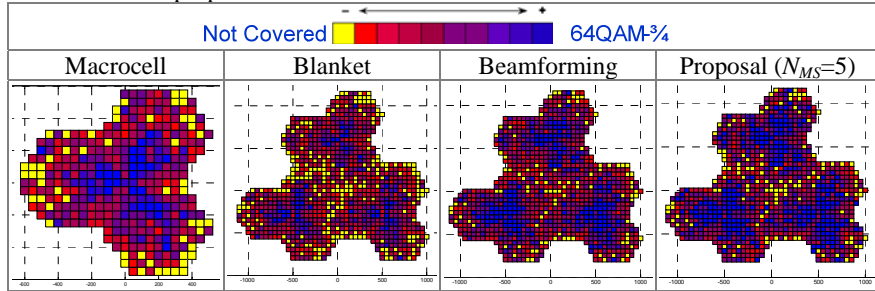 - +
Not Covered 64QAM-¾
Macrocell Blanket Beamforming Proposal (NMS=5)
-600 -400 -200 0 200 400
-1000 -500 0 500 1000
-1000 -500 0 500 1000
-1000 -500 0 500 1000